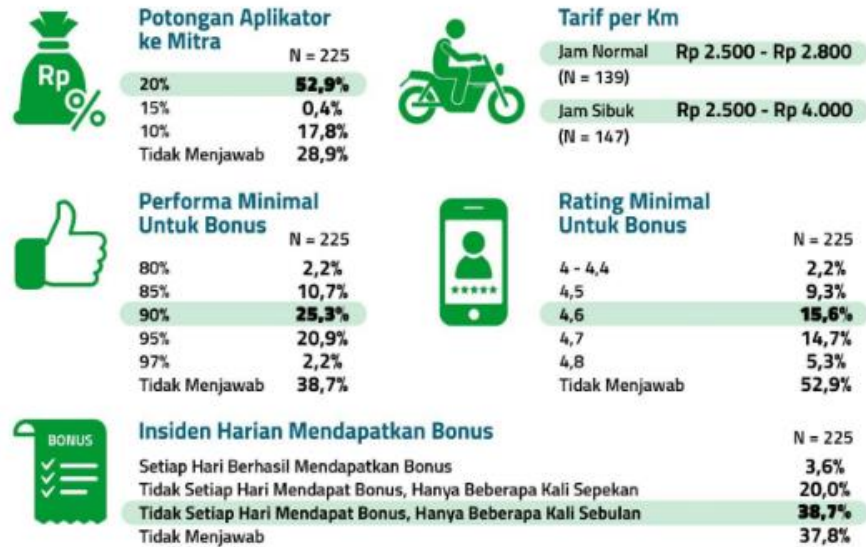 Rp
%
Potongan Aplikator
ke Mitra
N = 225
20% 52,9%
15% 0,4%
10% 17,8%
Tidak Menjawab 28,9%
Tarif per Km
Jam Normal Rp 2.500 - Rp 2.800
(N = 139)
Jam Sibuk Rp 2.500 - Rp 4.000
(N = 147)
Performa Minimal
Untuk Bonus
N = 225
80% 2,2%
85% 10,7%
90% 25,3%
95% 20,9%
97% 2,2%
Tidak Menjawab 38,7%
Rating Minimal
Untuk Bonus
N = 225
4 - 4,4 2,2%
4,5 9,3%
4,6 15,6%
4,7 14,7%
4,8 5,3%
Tidak Menjawab 52,9%
BONUS
Insiden Harian Mendapatkan Bonus
N = 225
Setiap Hari Berhasil Mendapatkan Bonus 3,6%
Tidak Setiap Hari Mendapat Bonus, Hanya Beberapa Kali Sepekan 20,0%
Tidak Setiap Hari Mendapat Bonus, Hanya Beberapa Kali Sebulan 38,7%
Tidak Menjawab 37,8%